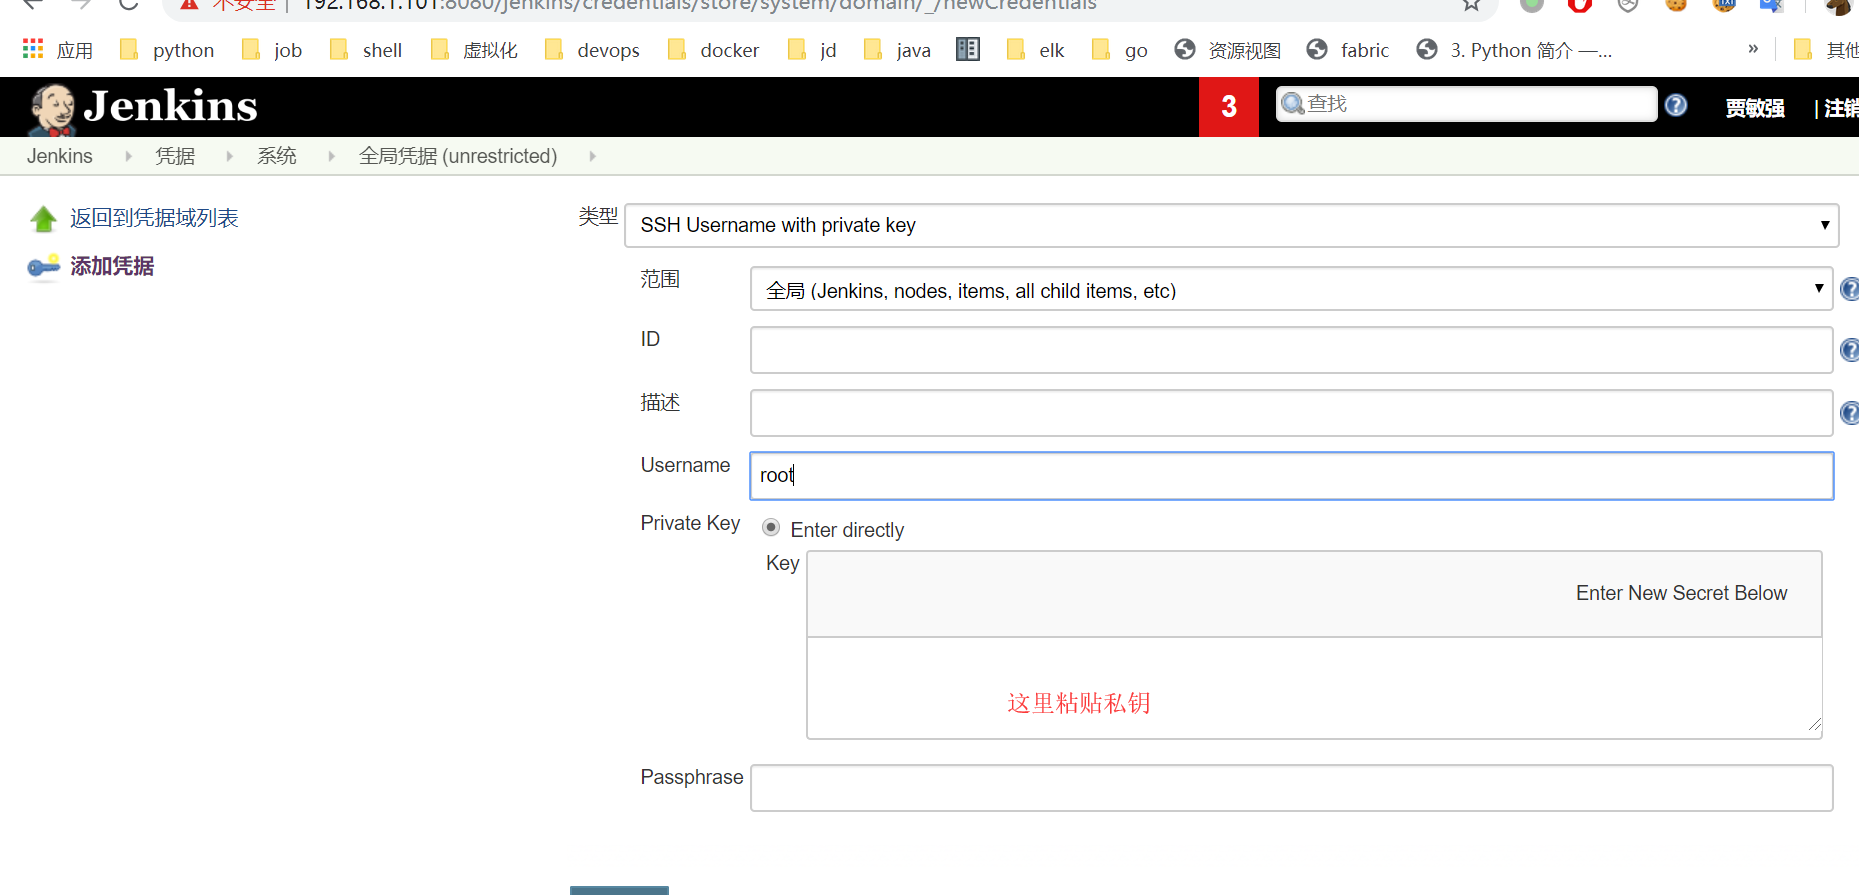 不安全 | 192.168.1.101:8080/jenkins/credentials/store/system/domain/_/newCredentials
应用 python job shell 虚拟化 devops docker jd java elk go 资源视图 fabric 3. Python 简介 —... » 其他
Jenkins 3 查找 贾敏强 | 注销
Jenkins 凭据 系统 全局凭据 (unrestricted)
返回到凭据域列表
添加凭据
类型 SSH Username with private key
范围 全局 (Jenkins, nodes, items, all child items, etc)
ID
描述
Username root
Private Key Enter directly
Key
Enter New Secret Below
这里粘贴私钥
Passphrase